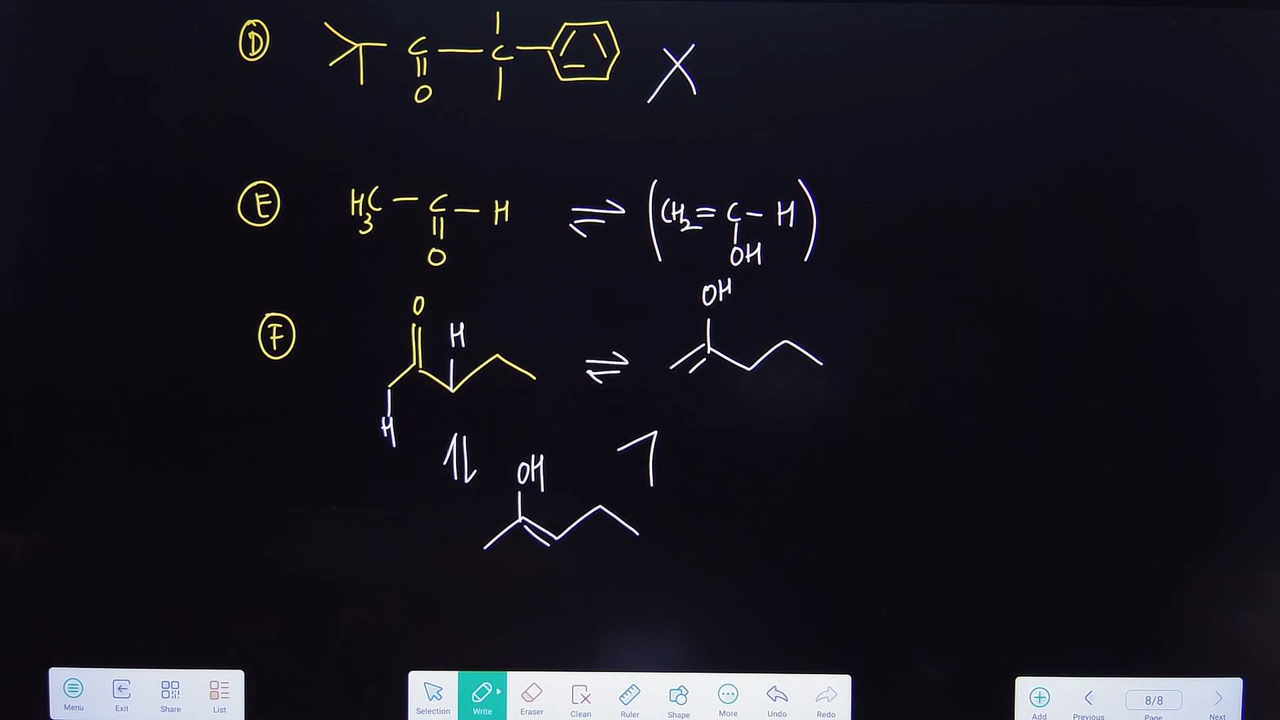 D C C X
O
E H3C - C - H ⇌ (CH2 = C - H)
O OH
F O H ⇌ OH
H
OH
Menu Exit Share List Selection Write Eraser Clean Ruler Shape More Undo Redo Add Previous 8/8 Page Next